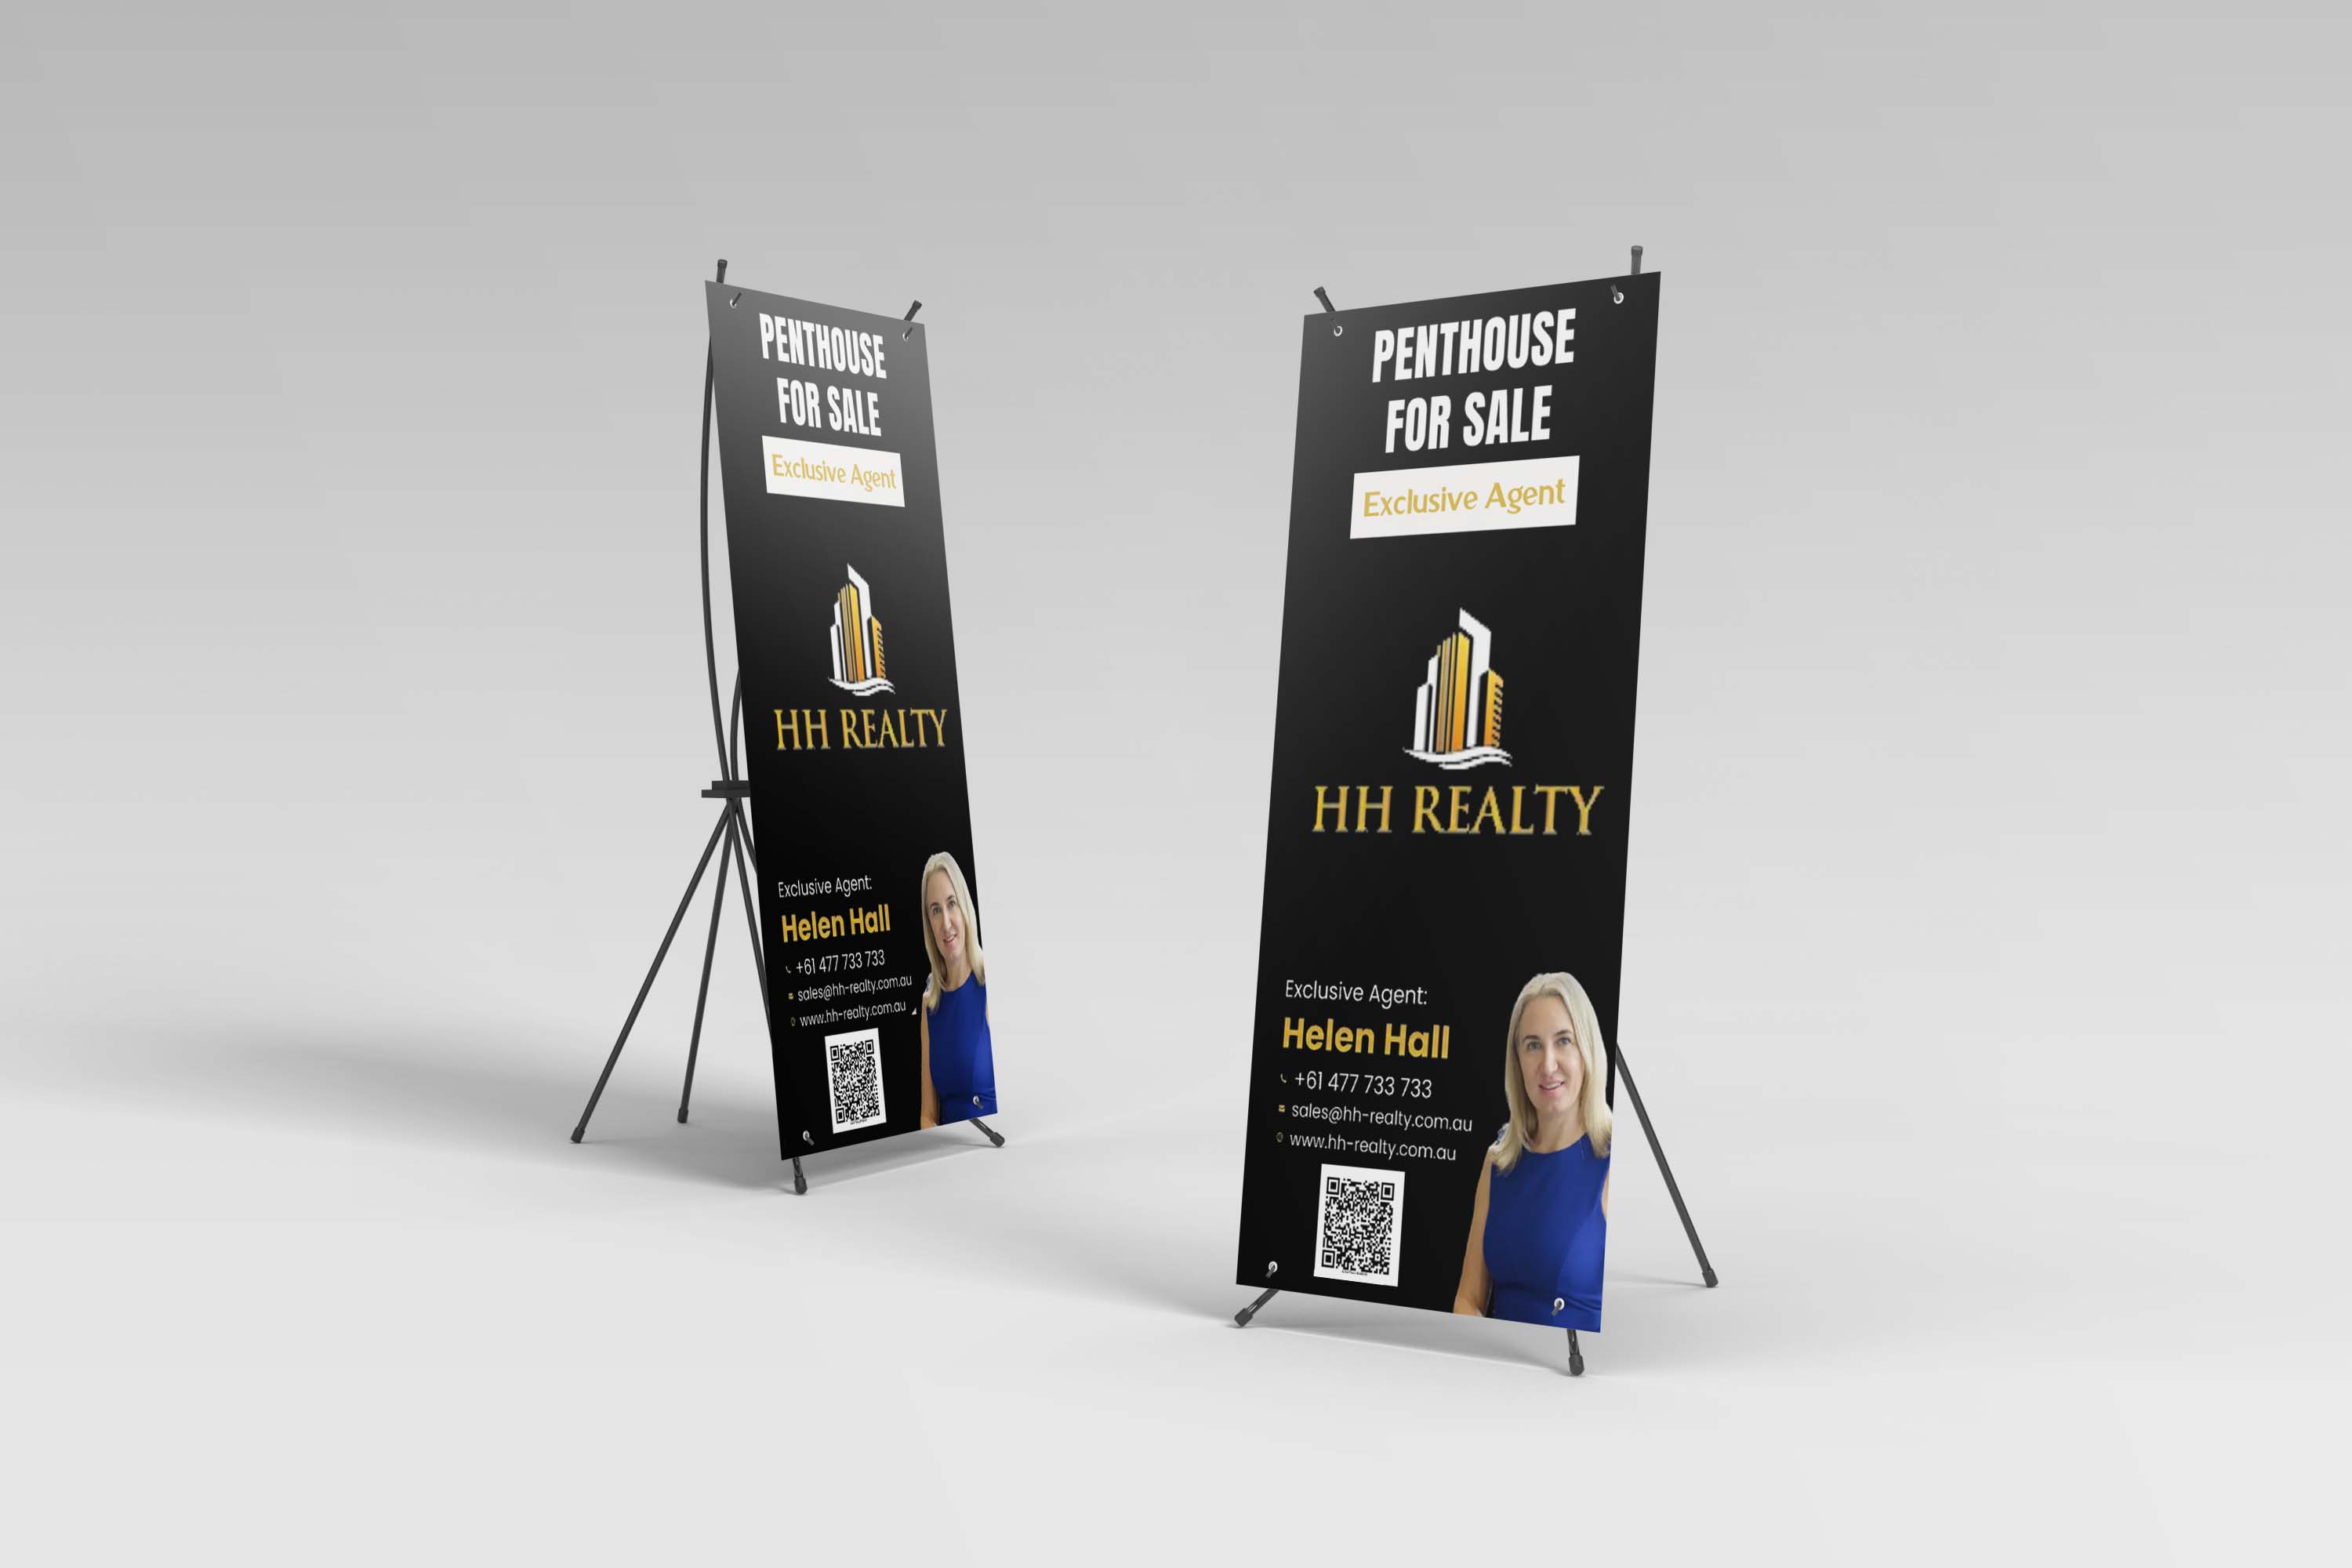 PENTHOUSE
FOR SALE
Exclusive Agent
HH REALTY
Exclusive Agent:
Helen Hall
+61 477 733 733
sales@hh-realty.com.au
www.hh-realty.com.au
PENTHOUSE
FOR SALE
Exclusive Agent
HH REALTY
Exclusive Agent:
Helen Hall
+61 477 733 733
sales@hh-realty.com.au
www.hh-realty.com.au